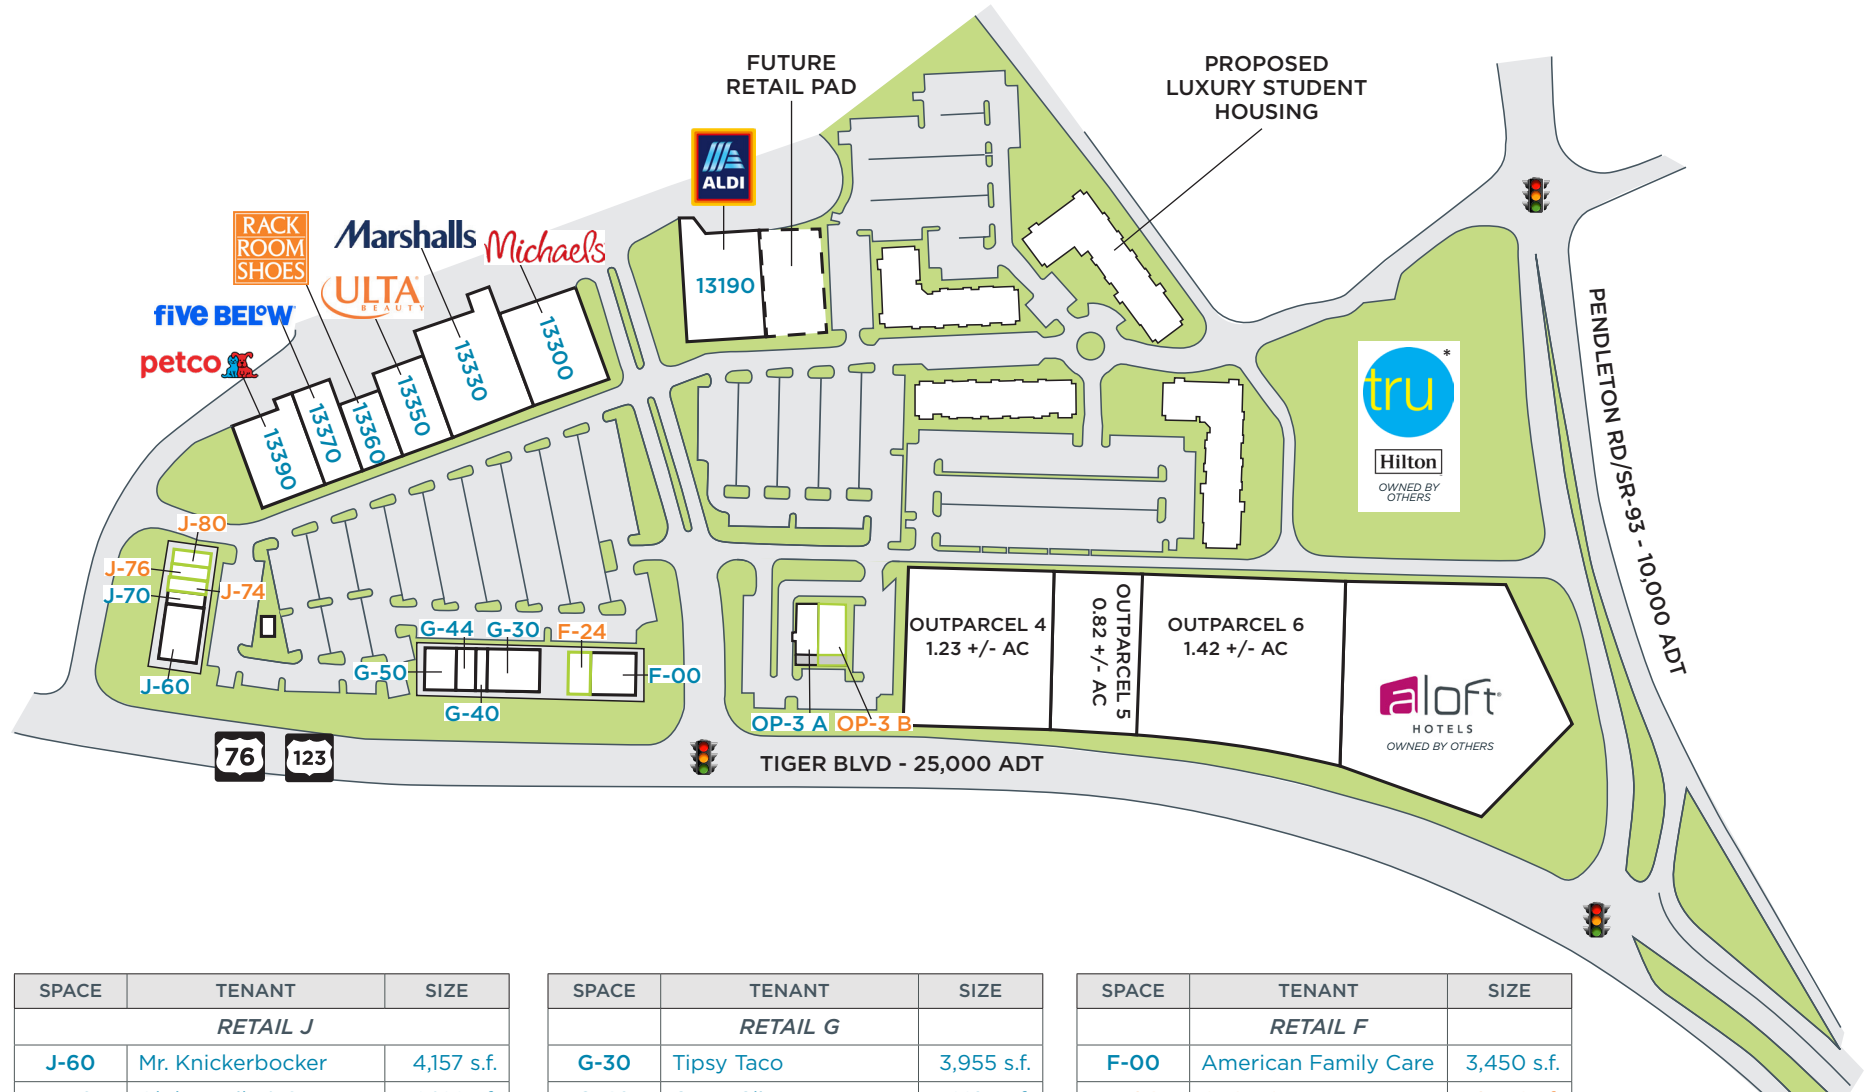 FUTURE
RETAIL PAD
PROPOSED
LUXURY STUDENT
HOUSING
ALDI
RACK
ROOM
SHOES
Marshalls
Michaels
ULTA
BEAUTY
five BELOW
petco
13190
13300
13330
13350
13360
13370
13390
tru
*
Hilton
OWNED BY
OTHERS
PENDLETON RD/SR-93 - 10,000 ADT
J-80
J-76
J-74
J-70
J-60
G-44
G-30
F-24
G-50
F-00
G-40
OP-3 A
OP-3 B
OUTPARCEL 4
1.23 +/- AC
OUTPARCEL 5
0.82 +/- AC
OUTPARCEL 6
1.42 +/- AC
aloft
HOTELS
OWNED BY OTHERS
76
123
TIGER BLVD - 25,000 ADT
SPACE TENANT SIZE
RETAIL J
J-60 Mr. Knickerbocker 4,157 s.f.
SPACE TENANT SIZE
RETAIL G
G-30 Tipsy Taco 3,955 s.f.
SPACE TENANT SIZE
RETAIL F
F-00 American Family Care 3,450 s.f.